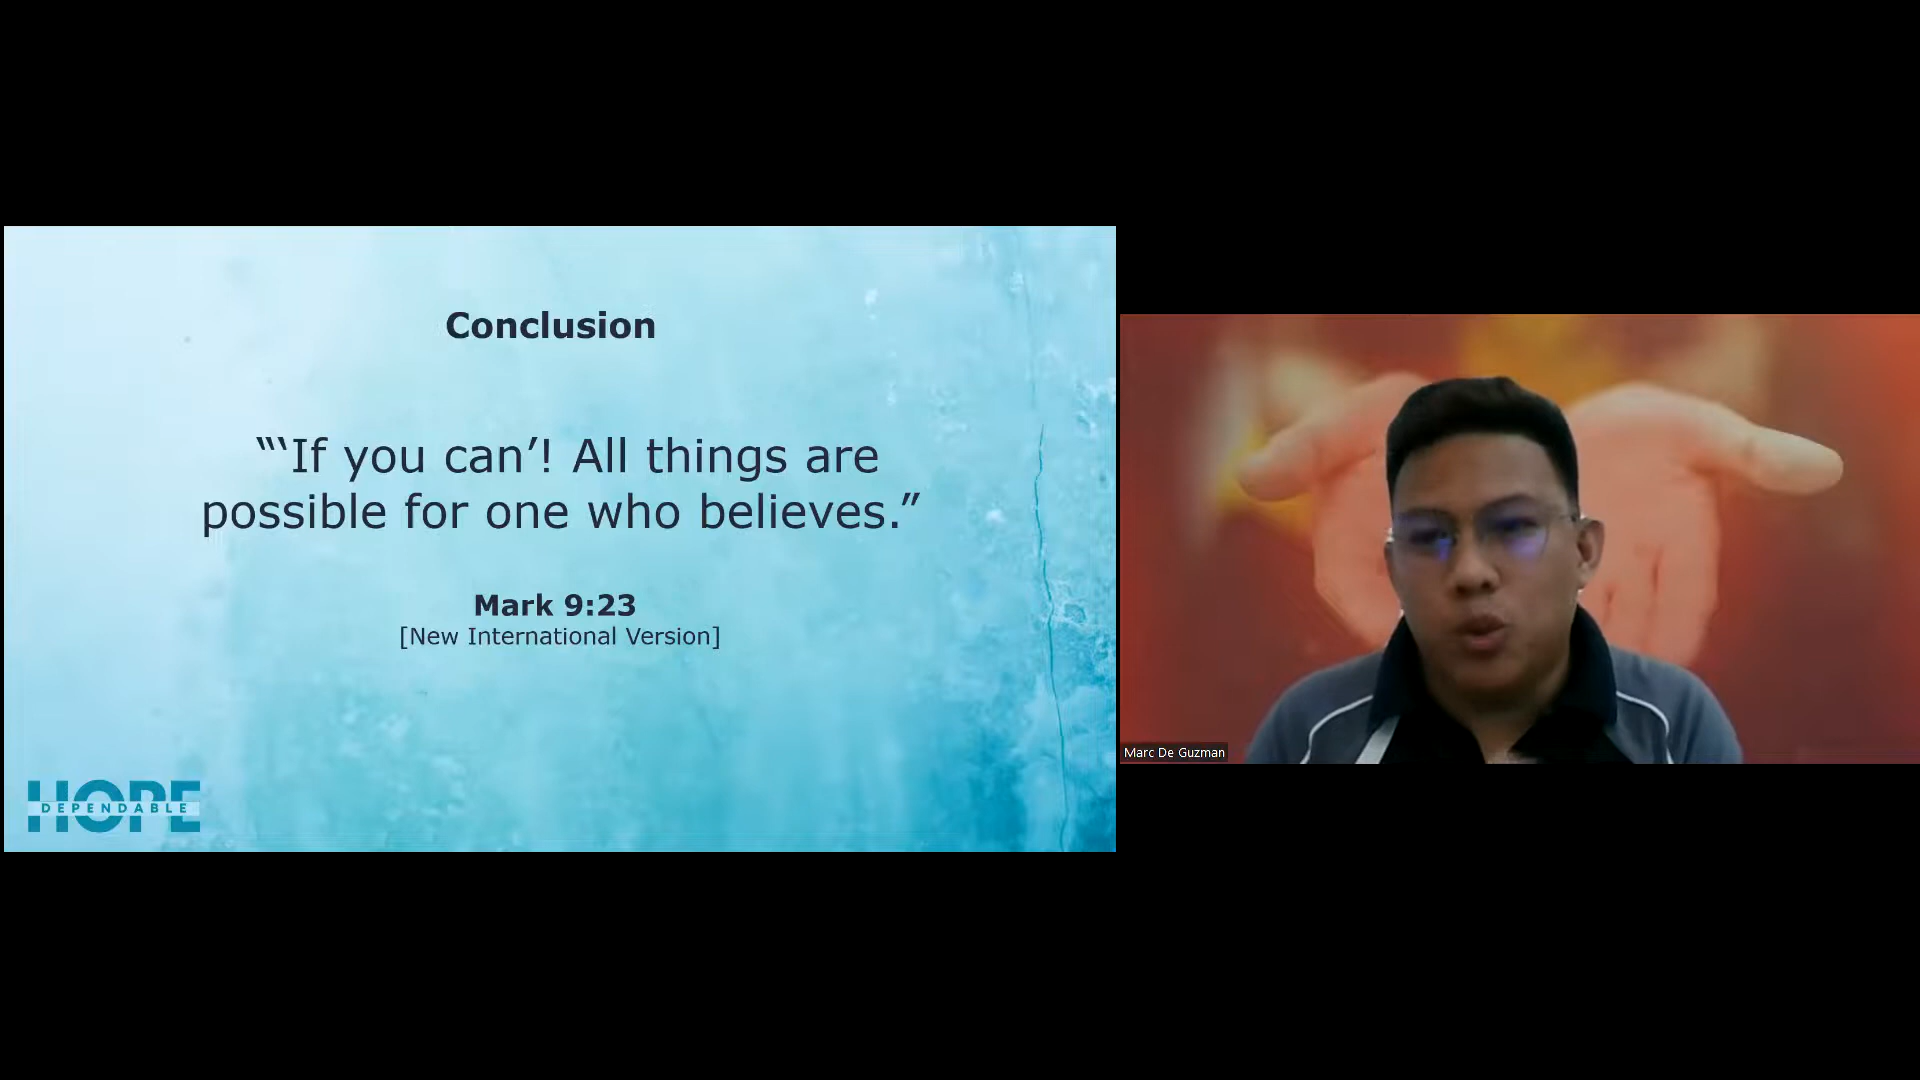 Conclusion
“‘If you can’! All things are
possible for one who believes.”
Mark 9:23
[New International Version]
HOPE
DEPENDABLE
Marc De Guzman